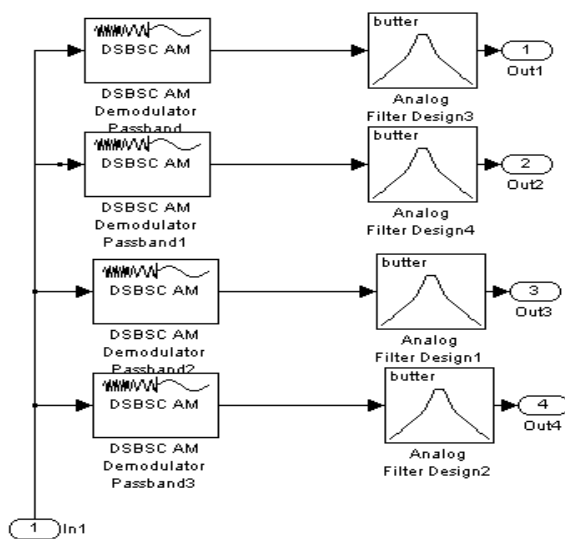 DSBSC AM
butter
1
DSBSC AM
Demodulator
Passband
Analog
Filter Design3
Out1
DSBSC AM
butter
2
DSBSC AM
Demodulator
Passband1
Analog
Filter Design4
Out2
DSBSC AM
butter
3
DSBSC AM
Demodulator
Passband2
Analog
Filter Design1
Out3
DSBSC AM
butter
4
DSBSC AM
Demodulator
Passband3
Analog
Filter Design2
Out4
1
In1